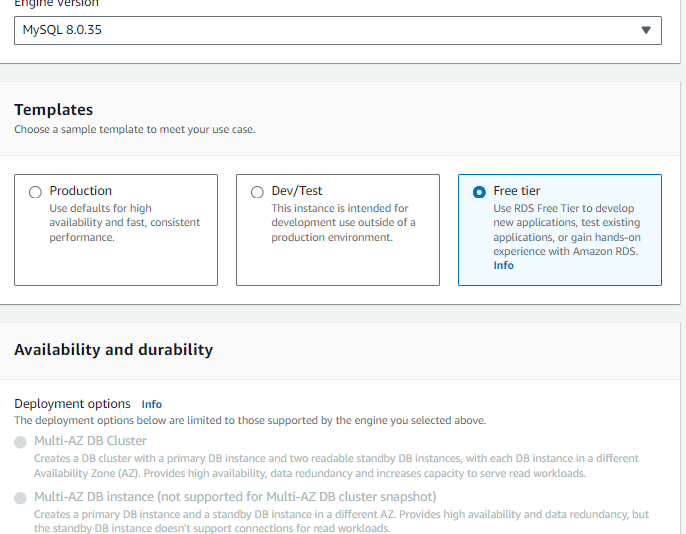 Engine Version
MySQL 8.0.35
Templates
Choose a sample template to meet your use case.
Production
Use defaults for high
availability and fast, consistent
performance.
Dev/Test
This instance is intended for
development use outside of a
production environment.
Free tier
Use RDS Free Tier to develop
new applications, test existing
applications, or gain hands-on
experience with Amazon RDS.
Info
Availability and durability
Deployment options Info
The deployment options below are limited to those supported by the engine you selected above.
Multi-AZ DB Cluster
Creates a DB cluster with a primary DB instance and two readable standby DB instances, with each DB instance in a different
Availability Zone (AZ). Provides high availability, data redundancy and increases capacity to serve read workloads.
Multi-AZ DB instance (not supported for Multi-AZ DB cluster snapshot)
Creates a primary DB instance and a standby DB instance in a different AZ. Provides high availability and data redundancy, but
the standby DB instance doesn't support connections for read workloads.